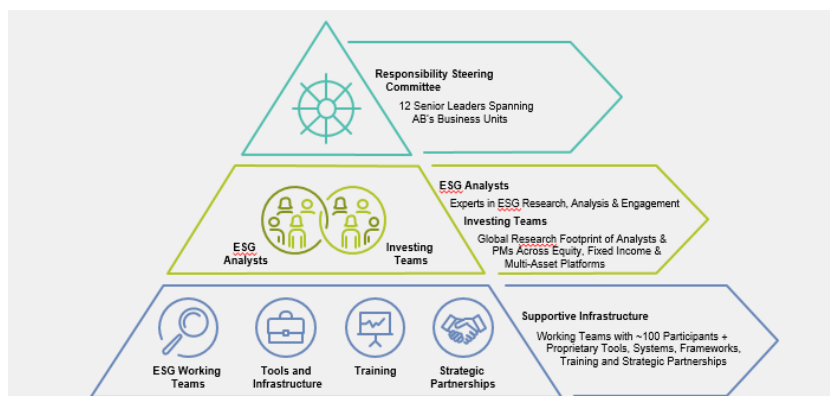 Responsibility Steering
Committee
12 Senior Leaders Spanning
AB's Business Units
ESG
Analysts
Investing
Teams
ESG Analysts
Experts in ESG Research, Analysis & Engagement
Investing Teams
Global Research Footprint of Analysts &
PMs Across Equity, Fixed Income &
Multi-Asset Platforms
ESG Working
Teams
Tools and
Infrastructure
Training
Strategic
Partnerships
Supportive Infrastructure
Working Teams with ~100 Participants +
Proprietary Tools, Systems, Frameworks,
Training and Strategic Partnerships